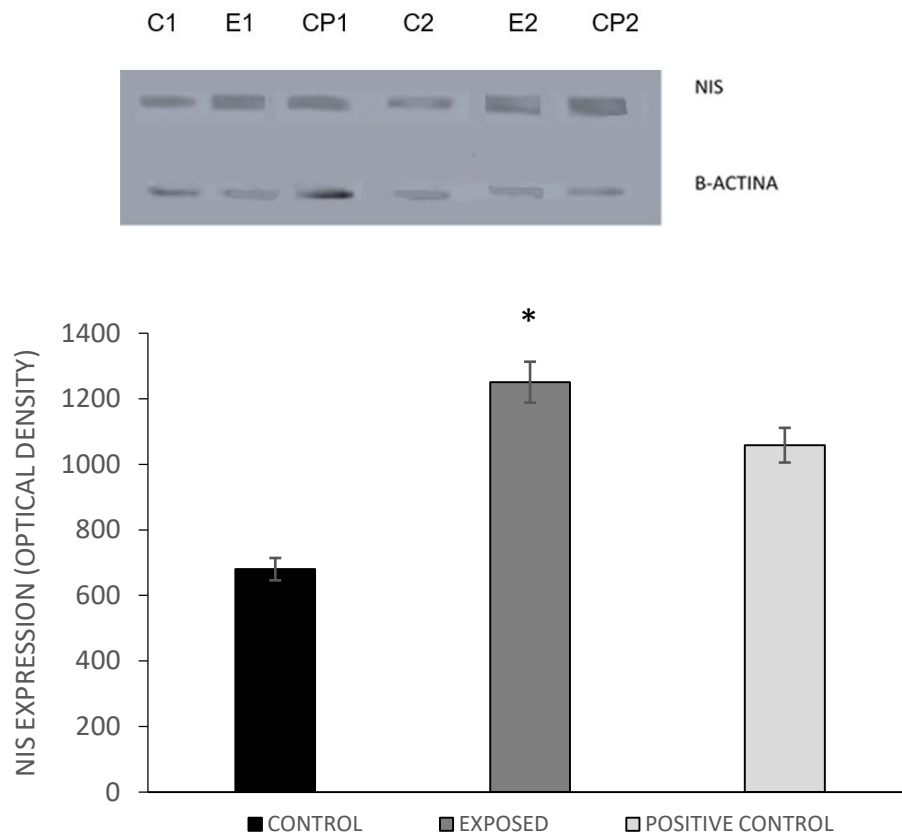 C1 E1 CP1 C2 E2 CP2
NIS
B-ACTINA
*
NIS EXPRESSION (OPTICAL DENSITY)
1400
1200
1000
800
600
400
200
0
CONTROL EXPOSED POSITIVE CONTROL